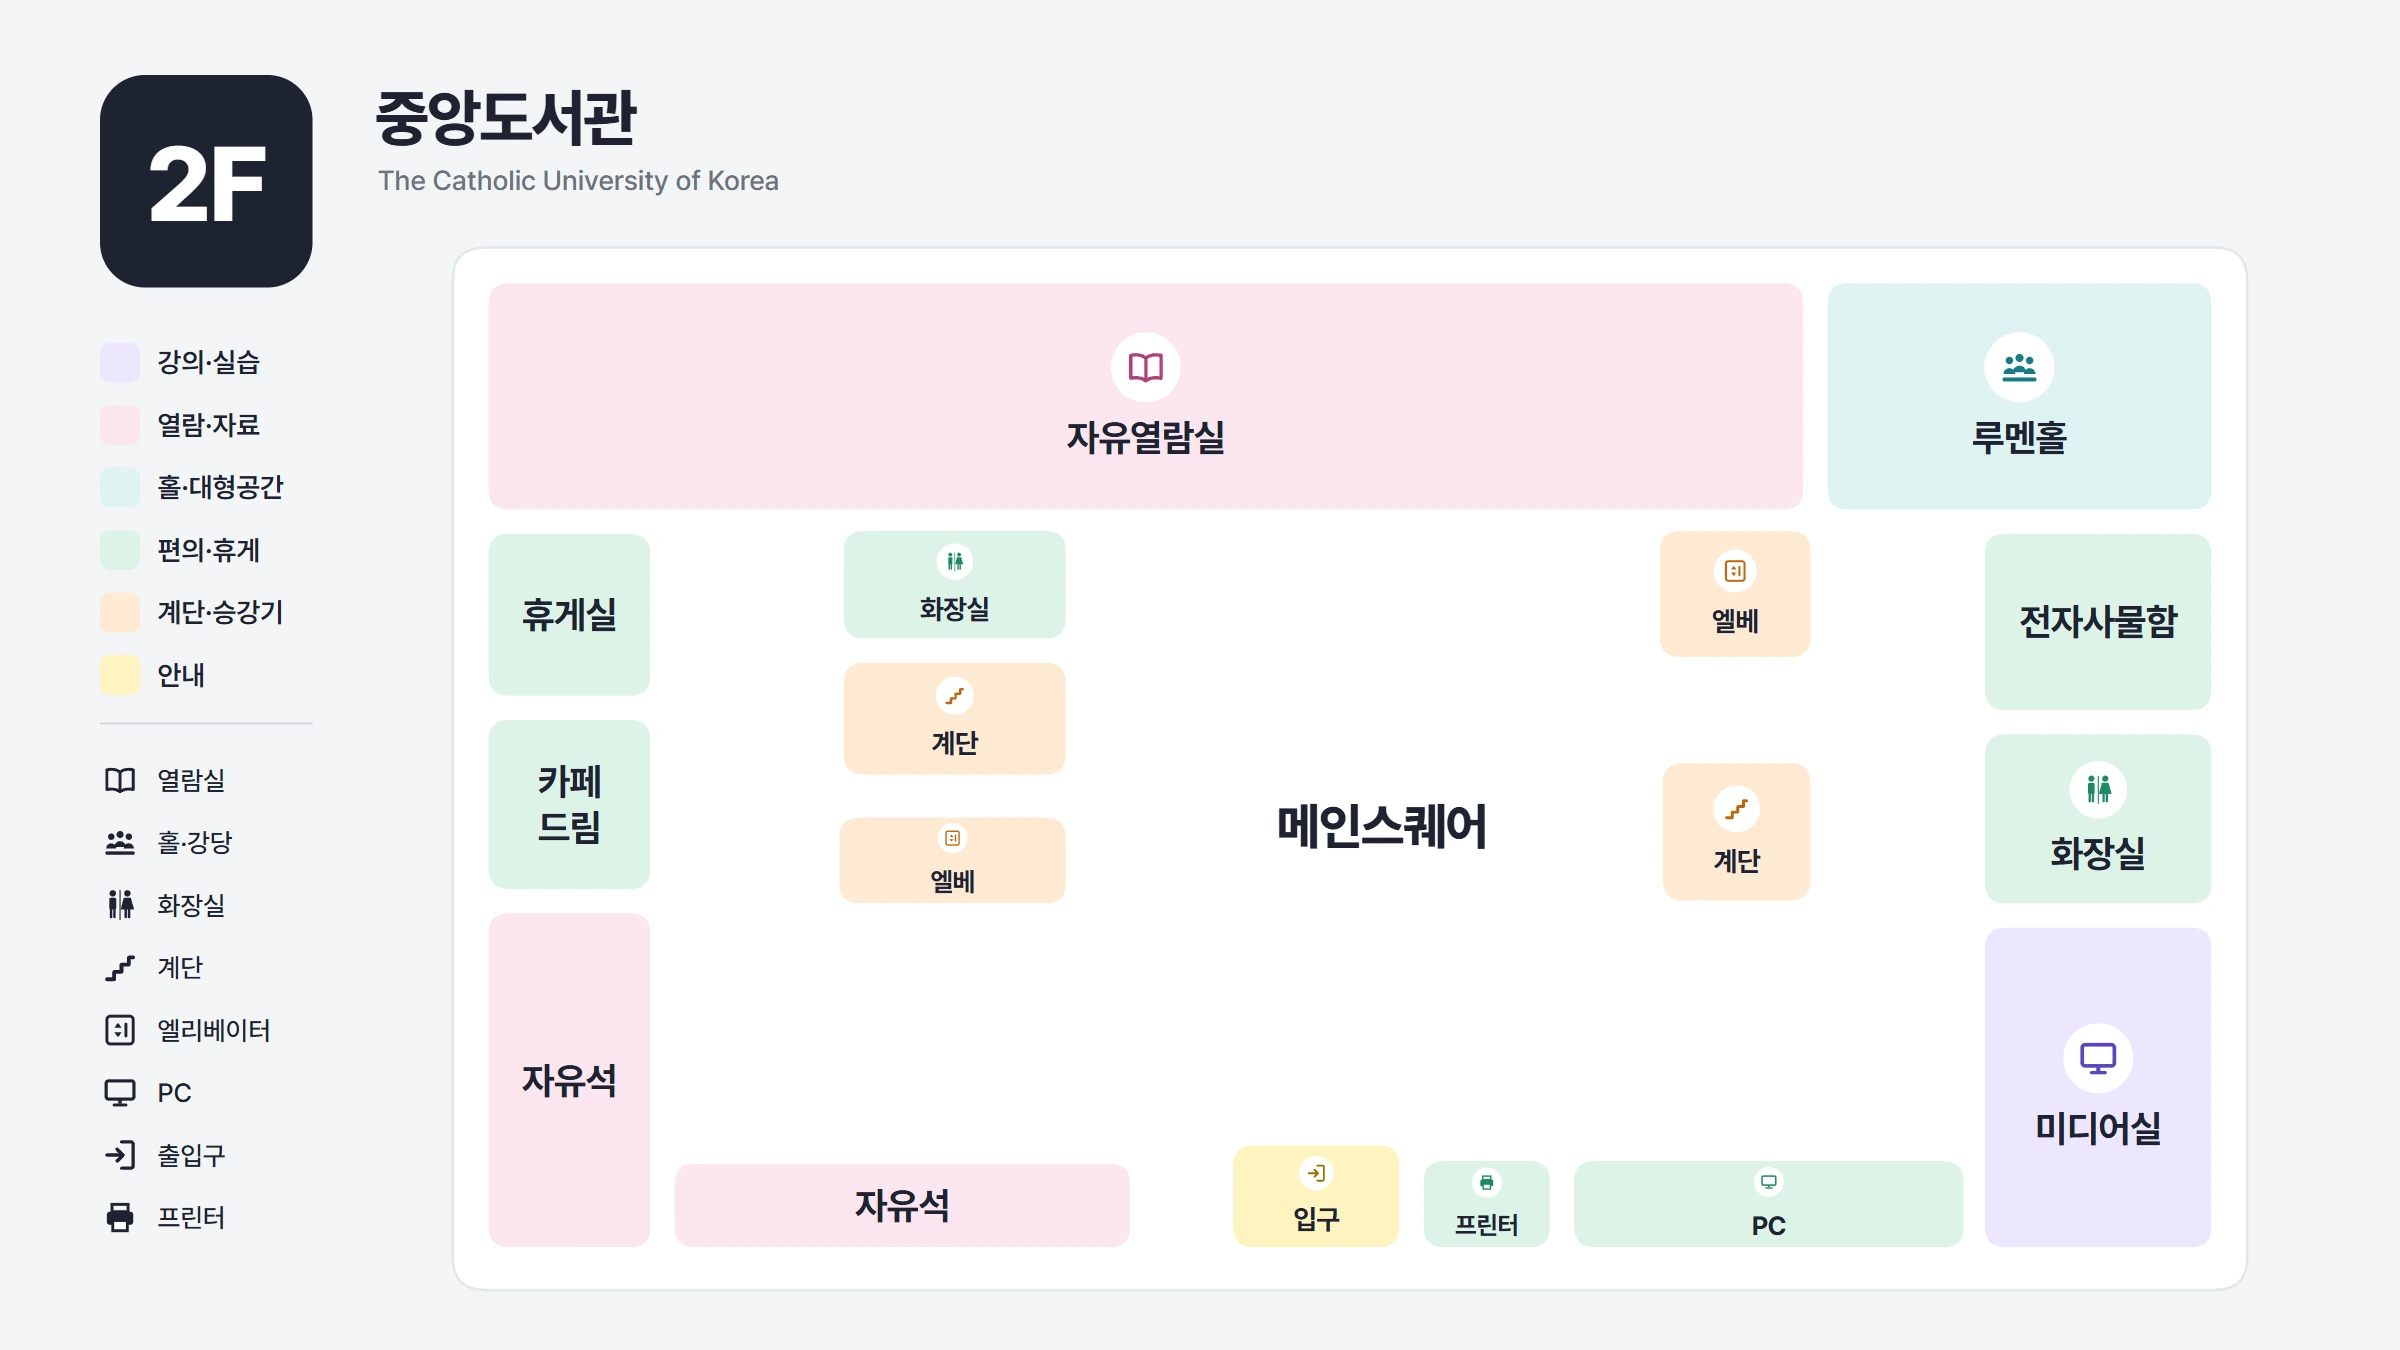 2F
중앙도서관
The Catholic University of Korea
강의·실습
열람·자료
홀·대형공간
편의·휴게
계단·승강기
안내
열람실
홀·강당
화장실
계단
엘리베이터
PC
출입구
프린터
자유열람실
루멘홀
휴게실
화장실
엘베
전자사물함
계단
카페
드림
메인스퀘어
계단
화장실
엘베
자유석
미디어실
자유석
입구
프린터
PC